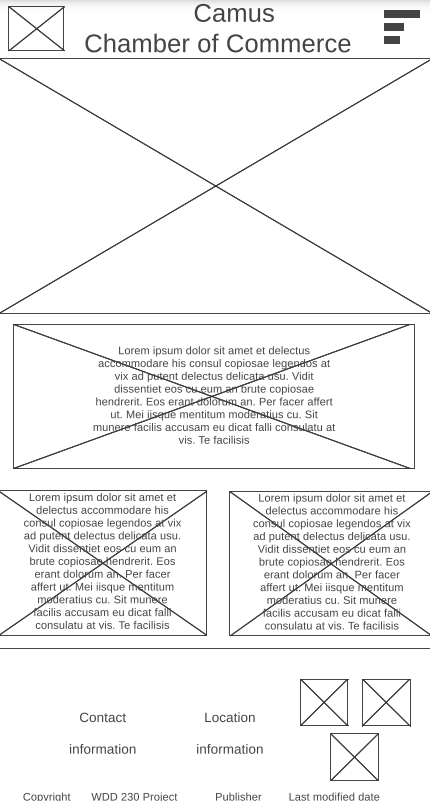 Camus
Chamber of Commerce
Lorem ipsum dolor sit amet et delectus
accommodare his consul copiosae legendos at
vix ad putent delectus delicata usu. Vidit
dissentiet eos cu eum an brute copiosae
hendrerit. Eos erant dolorum an. Per facer affert
ut. Mei iisque mentitum moderatius cu. Sit
munere facilis accusam eu dicat falli consulatu at
vis. Te facilisis
Lorem ipsum dolor sit amet et
delectus accommodare his
consul copiosae legendos at vix
ad putent delectus delicata usu.
Vidit dissentiet eos cu eum an
brute copiosae hendrerit. Eos
erant dolorum an. Per facer
affert ut. Mei iisque mentitum
moderatius cu. Sit munere
facilis accusam eu dicat falli
consulatu at vis. Te facilisis
Lorem ipsum dolor sit amet et
delectus accommodare his
consul copiosae legendos at vix
ad putent delectus delicata usu.
Vidit dissentiet eos cu eum an
brute copiosae hendrerit. Eos
erant dolorum an. Per facer
affert ut. Mei iisque mentitum
moderatius cu. Sit munere
facilis accusam eu dicat falli
consulatu at vis. Te facilisis
Contact
information
Location
information
Copyright WDD 230 Project Publisher Last modified date